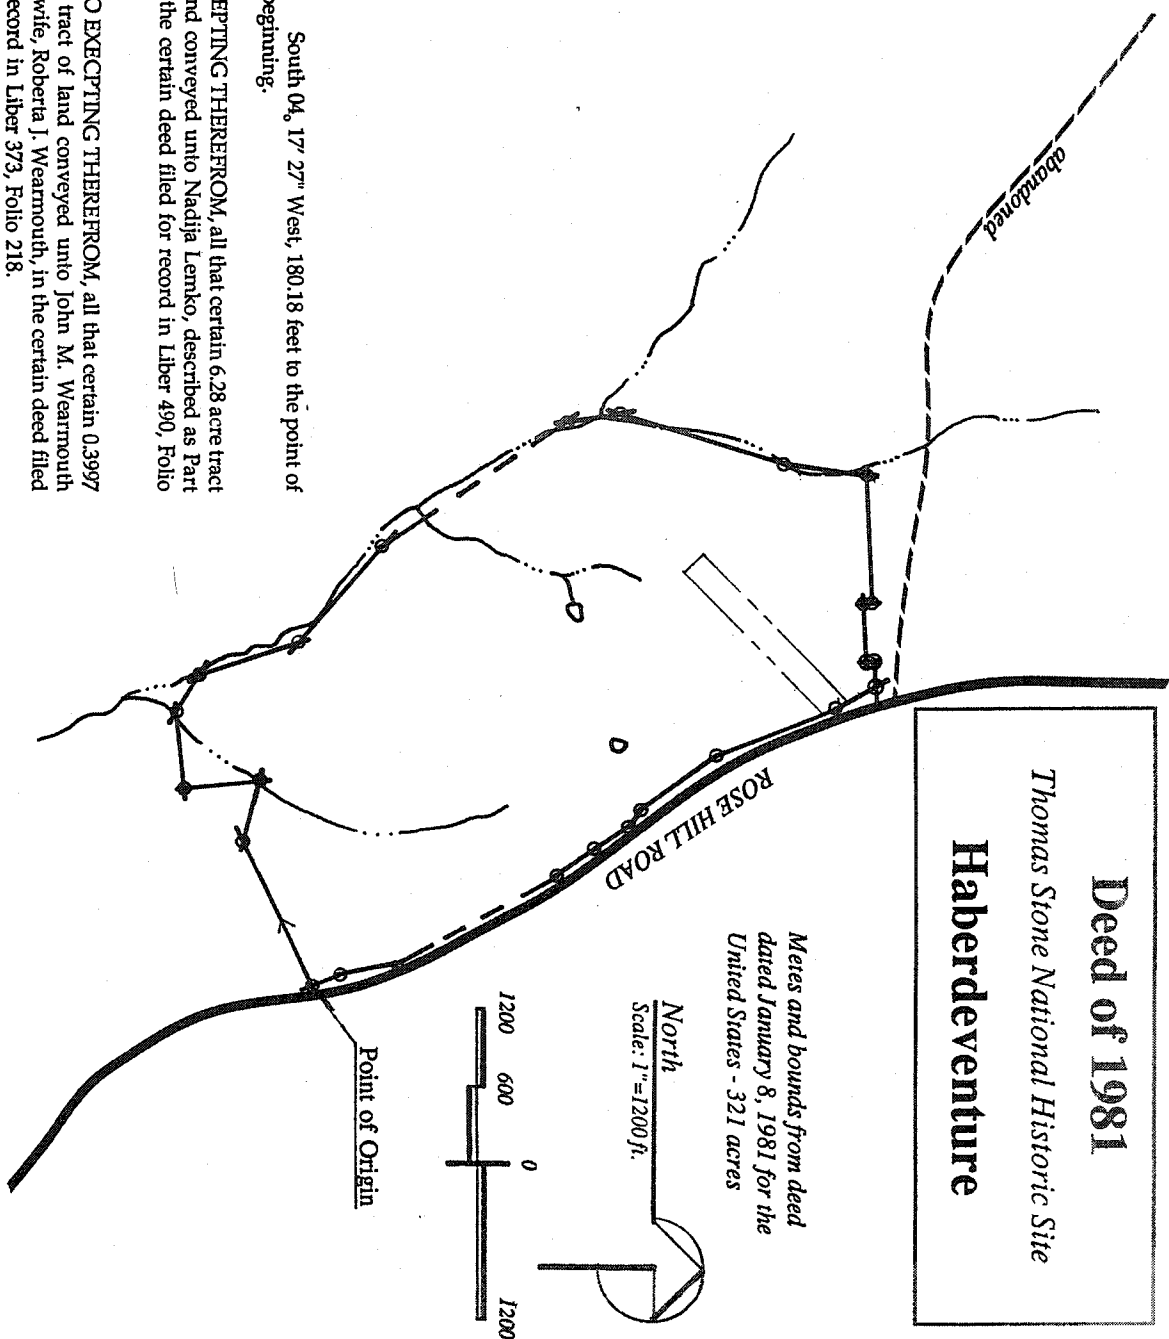 Deed of 1981
Thomas Stone National Historic Site
Haberdeventure
Metes and bounds from deed
dated January 8, 1981 for the
United States - 321 acres
North
Scale: 1"=1200 ft.
1200 600 0 1200
Point of Origin
ROSE HILL ROAD
abandoned
South 04, 17' 27" West, 180.18 feet to the point of
beginning.
EPTING THEREFROM, all that certain 6.28 acre tract
nd conveyed unto Nadija Lemko, described as Part
the certain deed filed for record in Liber 490, Folio
O EXECPTING THEREFROM, all that certain 0.3997
tract of land conveyed unto John M. Wearmouth
wife, Roberta J. Wearmouth, in the certain deed filed
ecord in Liber 373, Folio 218.